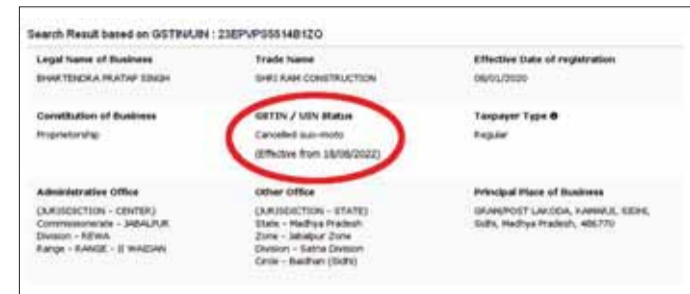 Search Result based on GSTIN/UIN : 23EPVPS5514B1ZO
Legal Name of Business
BHARTENDRA PRATAP SINGH
Trade Name
SHRI RAM CONSTRUCTION
Effective Date of registration
08/01/2020
Constitution of Business
Proprietorship
GSTIN / UIN Status
Cancelled suo-moto
(Effective from 18/08/2022)
Taxpayer Type
Regular
Administrative Office
(JURISDICTION - CENTER)
Commissionerate - JABALPUR
Division - REWA
Range - RANGE - II WAIDAN
Other Office
(JURISDICTION - STATE)
State - Madhya Pradesh
Zone - Jabalpur Zone
Division - Satna Division
Circle - Baidhan (Sidhi)
Principal Place of Business
GRAM/POST LAKODA, SIDHI,
Sidhi, Madhya Pradesh, 486770